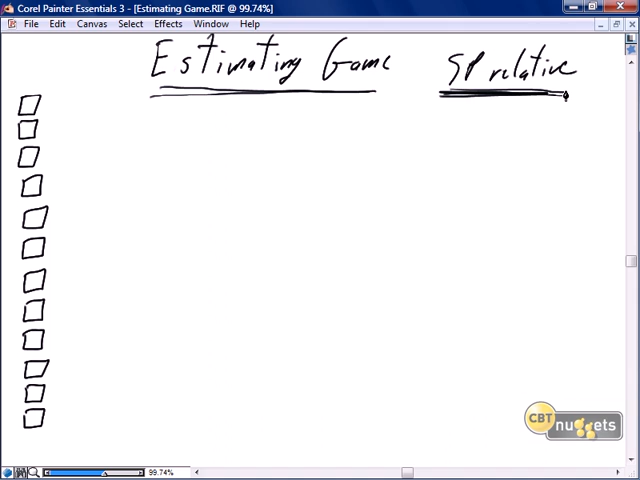 Corel Painter Essentials 3 - [Estimating Game.RIF @ 99.74%]
File Edit Canvas Select Effects Window Help
Estimating Game SP relative
CBT nuggets
99.74%